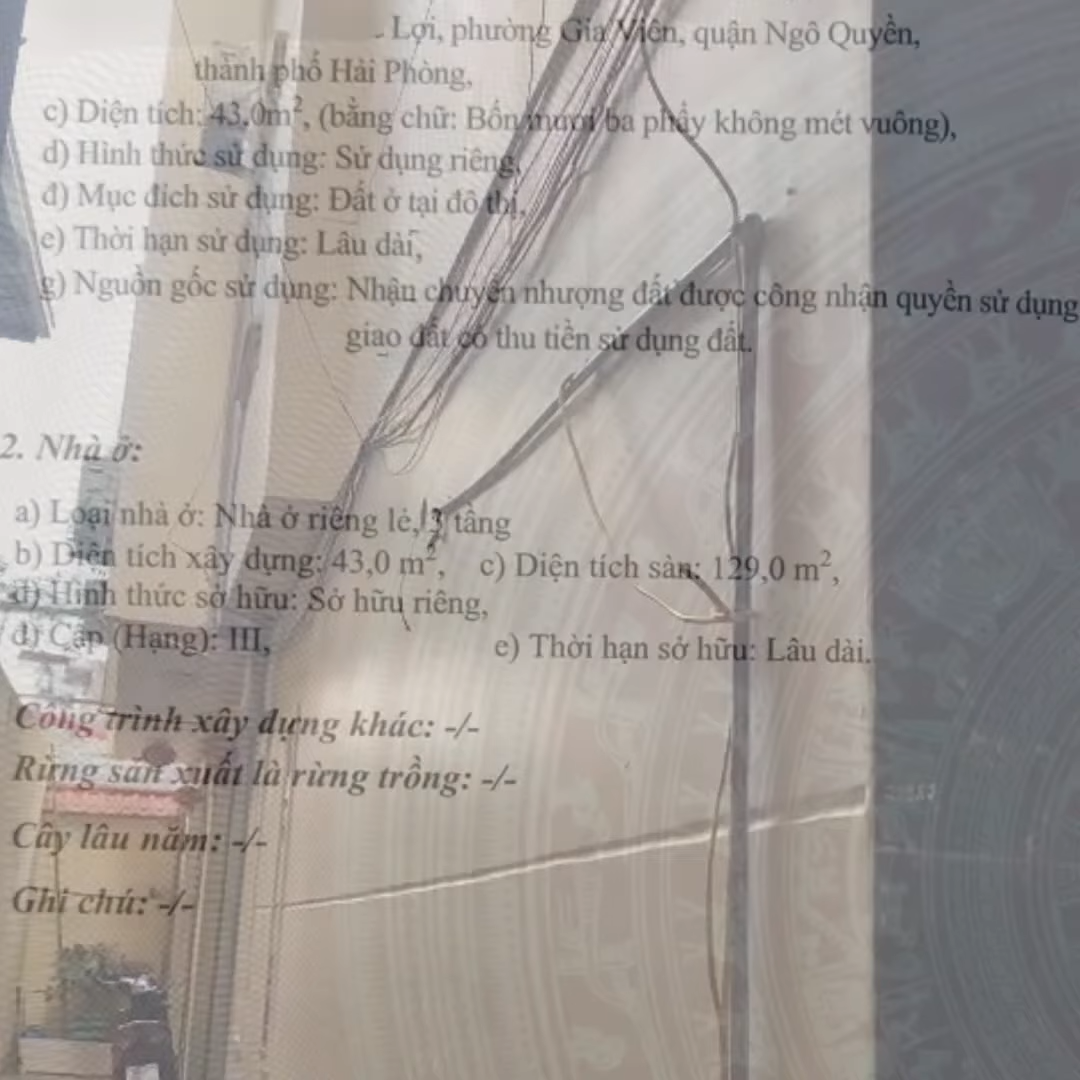 Lợi, phường Gia Viên, quận Ngô Quyền,
thành phố Hải Phòng,
c) Diện tích: 43,0m², (bằng chữ: Bốn mươi ba phẩy không mét vuông),
d) Hình thức sử dụng: Sử dụng riêng,
đ) Mục đích sử dụng: Đất ở tại đô thị,
e) Thời hạn sử dụng: Lâu dài,
g) Nguồn gốc sử dụng: Nhận chuyển nhượng đất được công nhận quyền sử dụng
giao đất có thu tiền sử dụng đất.
2. Nhà ở:
a) Loại nhà ở: Nhà ở riêng lẻ, 3 tầng
b) Diện tích xây dựng: 43,0 m², c) Diện tích sàn: 129,0 m²,
d) Hình thức sở hữu: Sở hữu riêng,
đ) Cấp (Hạng): III, e) Thời hạn sở hữu: Lâu dài.
Công trình xây dựng khác: -/-
Rừng sản xuất là rừng trồng: -/-
Cây lâu năm: -/-
Ghi chú: -/-